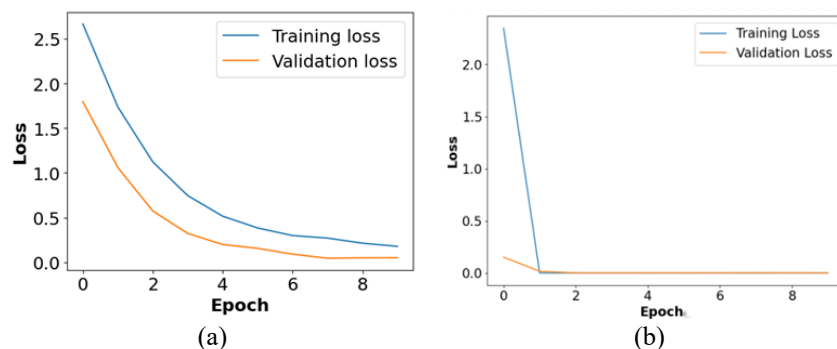 2.5
2.0
1.5
1.0
0.5
0.0
Loss
Training loss
Validation loss
0 2 4 6 8
Epoch
(a)
2.0
1.5
1.0
0.5
0.0
Loss
Training Loss
Validation Loss
0 2 4 6 8
Epoch
(b)